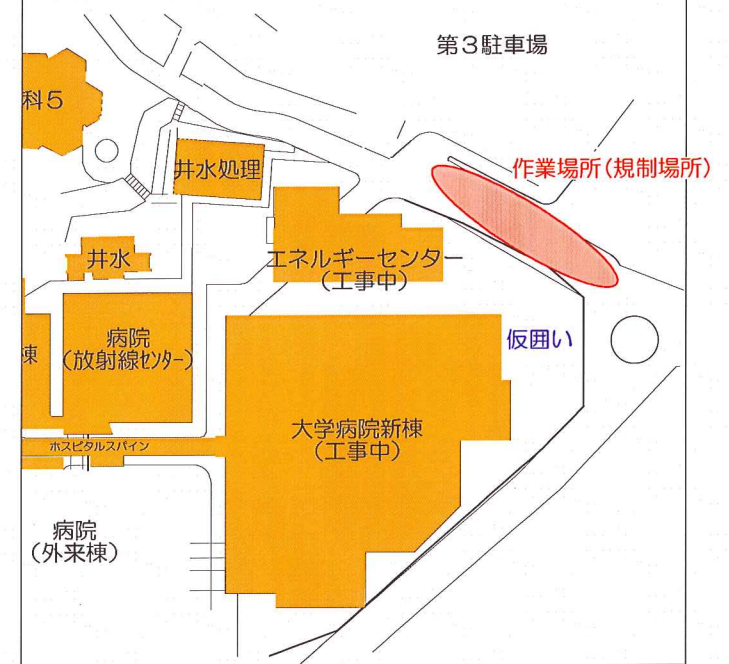 第3駐車場
科5
作業場所(規制場所)
井水処理
井水
エネルギーセンター
(工事中)
仮囲い
病院
(放射線センター)
棟
大学病院新棟
(工事中)
ホスピタルスパイン
病院
(外来棟)